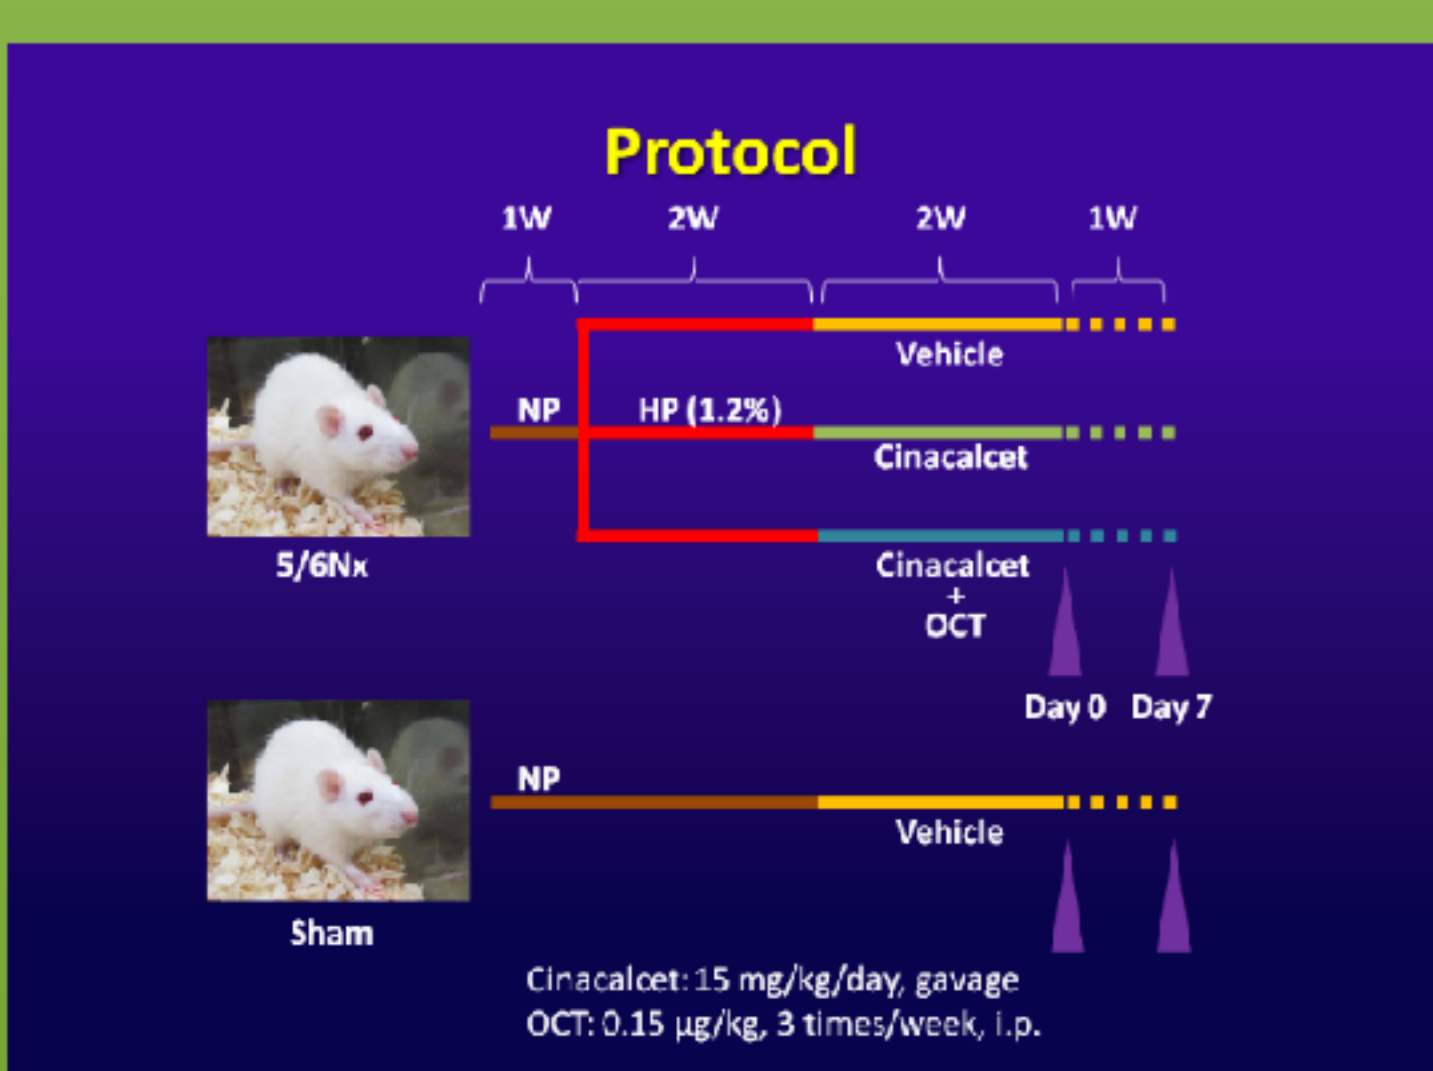 Protocol
1W 2W 2W 1W
Vehicle
NP HP (1.2%)
Cinacalcet
5/6Nx
Cinacalcet
+
OCT
Day 0 Day 7
NP
Vehicle
Sham
Cinacalcet: 15 mg/kg/day, gavage
OCT: 0.15 µg/kg, 3 times/week, i.p.